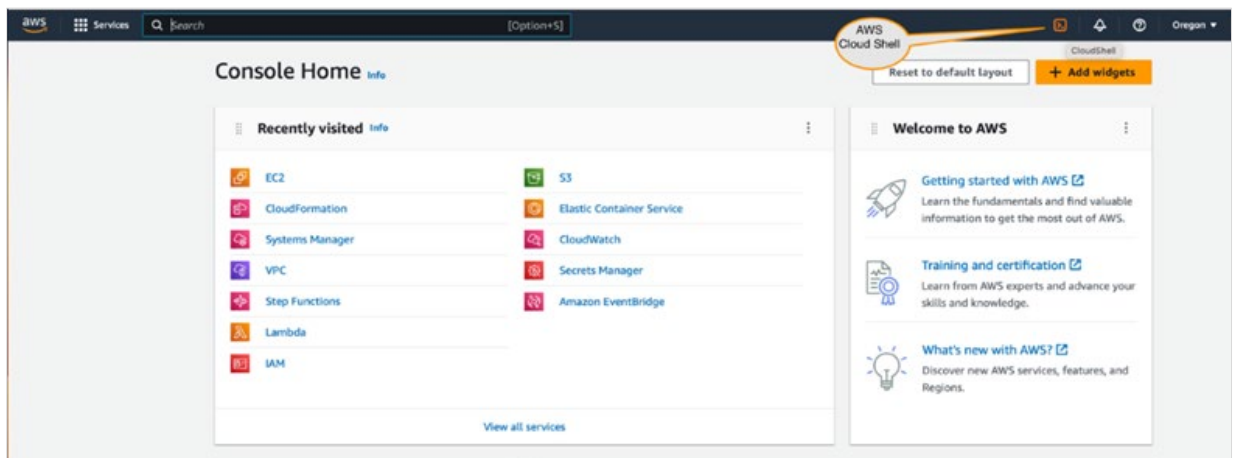 aws
Services
Search
[Option+S]
AWS
Cloud Shell
Oregon
CloudShell
Console Home Info
Reset to default layout
+ Add widgets
Recently visited Info
EC2
CloudFormation
Systems Manager
VPC
Step Functions
Lambda
IAM
S3
Elastic Container Service
CloudWatch
Secrets Manager
Amazon EventBridge
View all services
Welcome to AWS
Getting started with AWS
Learn the fundamentals and find valuable
information to get the most out of AWS.
Training and certification
Learn from AWS experts and advance your
skills and knowledge.
What's new with AWS?
Discover new AWS services, features, and
Regions.